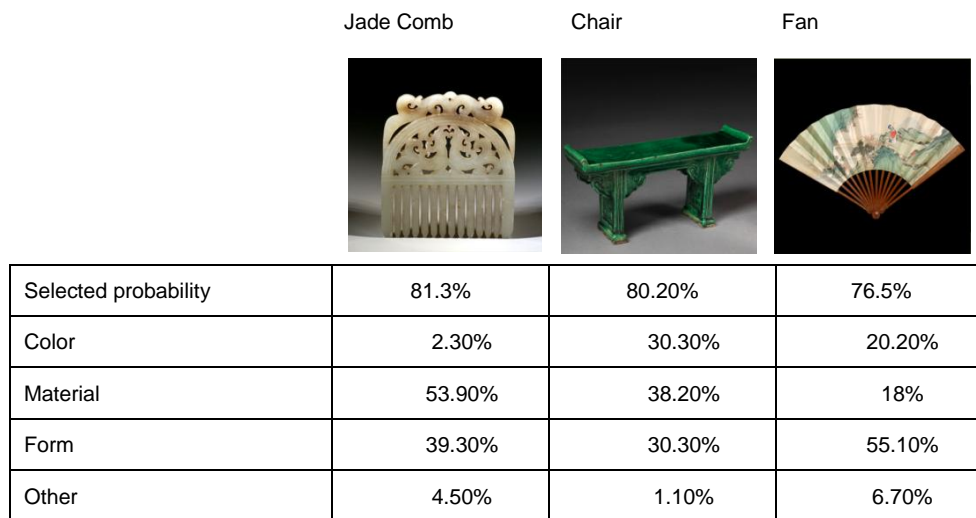 Jade Comb Chair Fan
Selected probability 81.3% 80.20% 76.5%
Color 2.30% 30.30% 20.20%
Material 53.90% 38.20% 18%
Form 39.30% 30.30% 55.10%
Other 4.50% 1.10% 6.70%